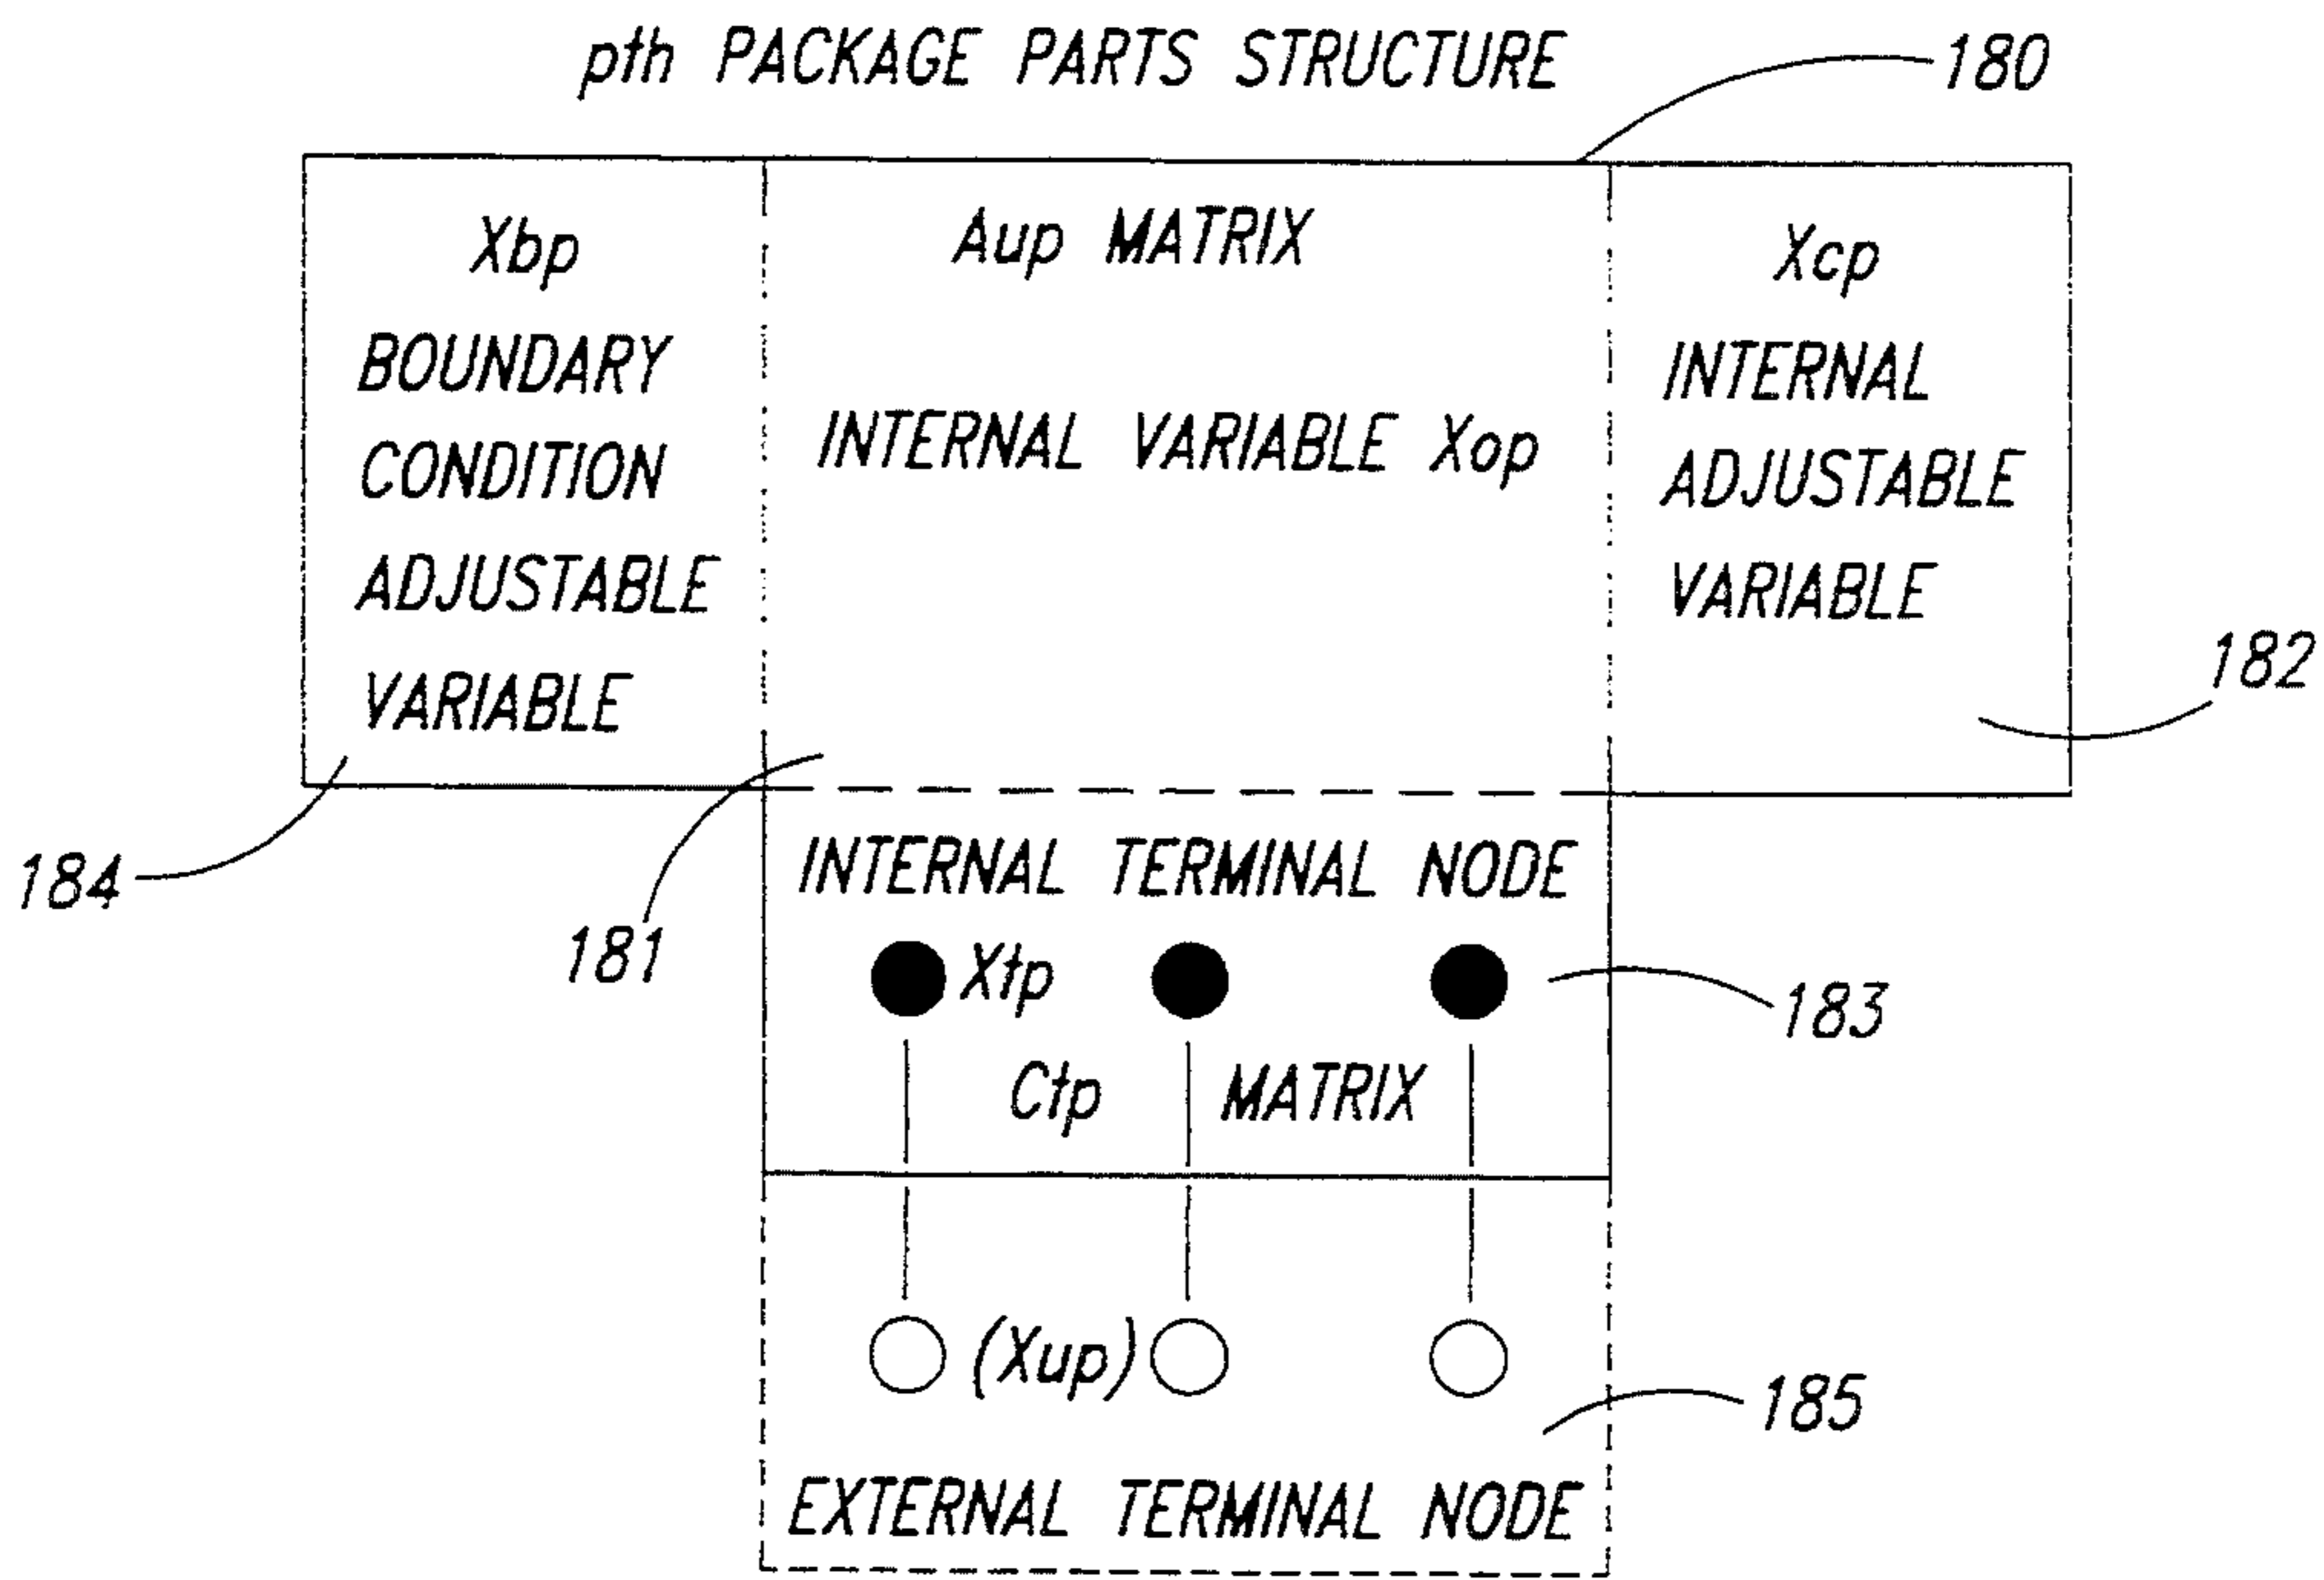 pth PACKAGE PARTS STRUCTURE
180
Xbp
BOUNDARY
CONDITION
ADJUSTABLE
VARIABLE
Aup MATRIX
INTERNAL VARIABLE Xop
Xcp
INTERNAL
ADJUSTABLE
VARIABLE
182
184
181
INTERNAL TERMINAL NODE
Xtp
183
Ctp MATRIX
(Xup)
185
EXTERNAL TERMINAL NODE